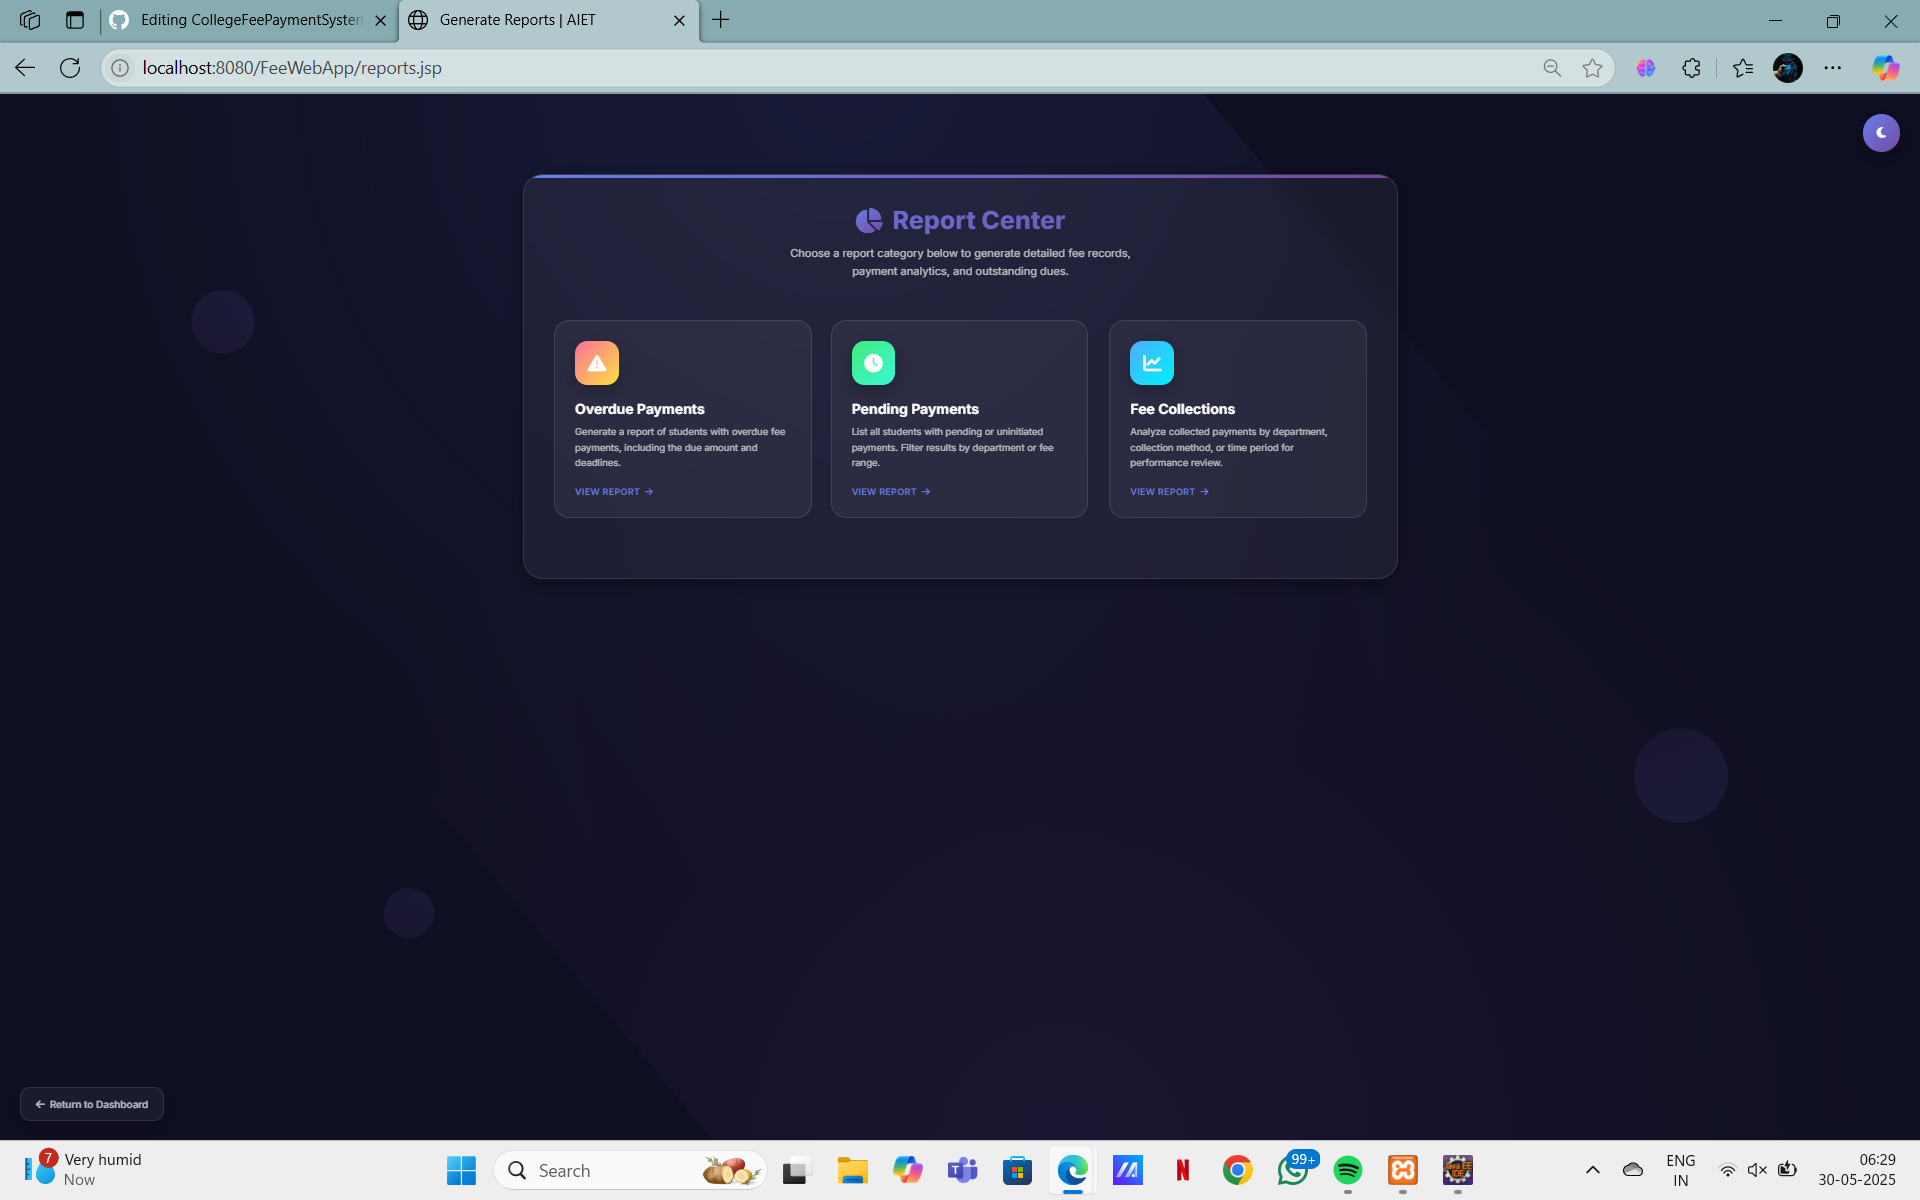 Editing CollegeFeePaymentSystem
Generate Reports | AIET
localhost:8080/FeeWebApp/reports.jsp
Report Center
Choose a report category below to generate detailed fee records,
payment analytics, and outstanding dues.
Overdue Payments
Generate a report of students with overdue fee
payments, including the due amount and
deadlines.
VIEW REPORT →
Pending Payments
List all students with pending or uninitiated
payments. Filter results by department or fee
range.
VIEW REPORT →
Fee Collections
Analyze collected payments by department,
collection method, or time period for
performance review.
VIEW REPORT →
← Return to Dashboard
7
Very humid
Now
Search
T
N
99+
Java EE
IDE
ENG
IN
06:29
30-05-2025